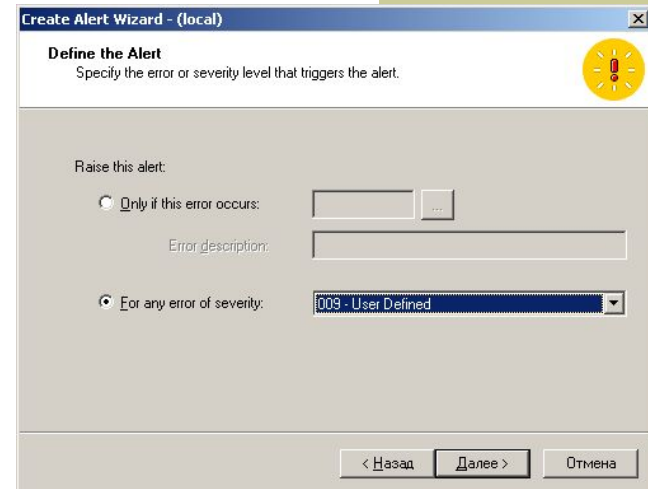 Create Alert Wizard - (local)
Define the Alert
Specify the error or severity level that triggers the alert.
Raise this alert:
Only if this error occurs:
...
Error description:
For any error of severity:
009 - User Defined
< Назад
Далее >
Отмена